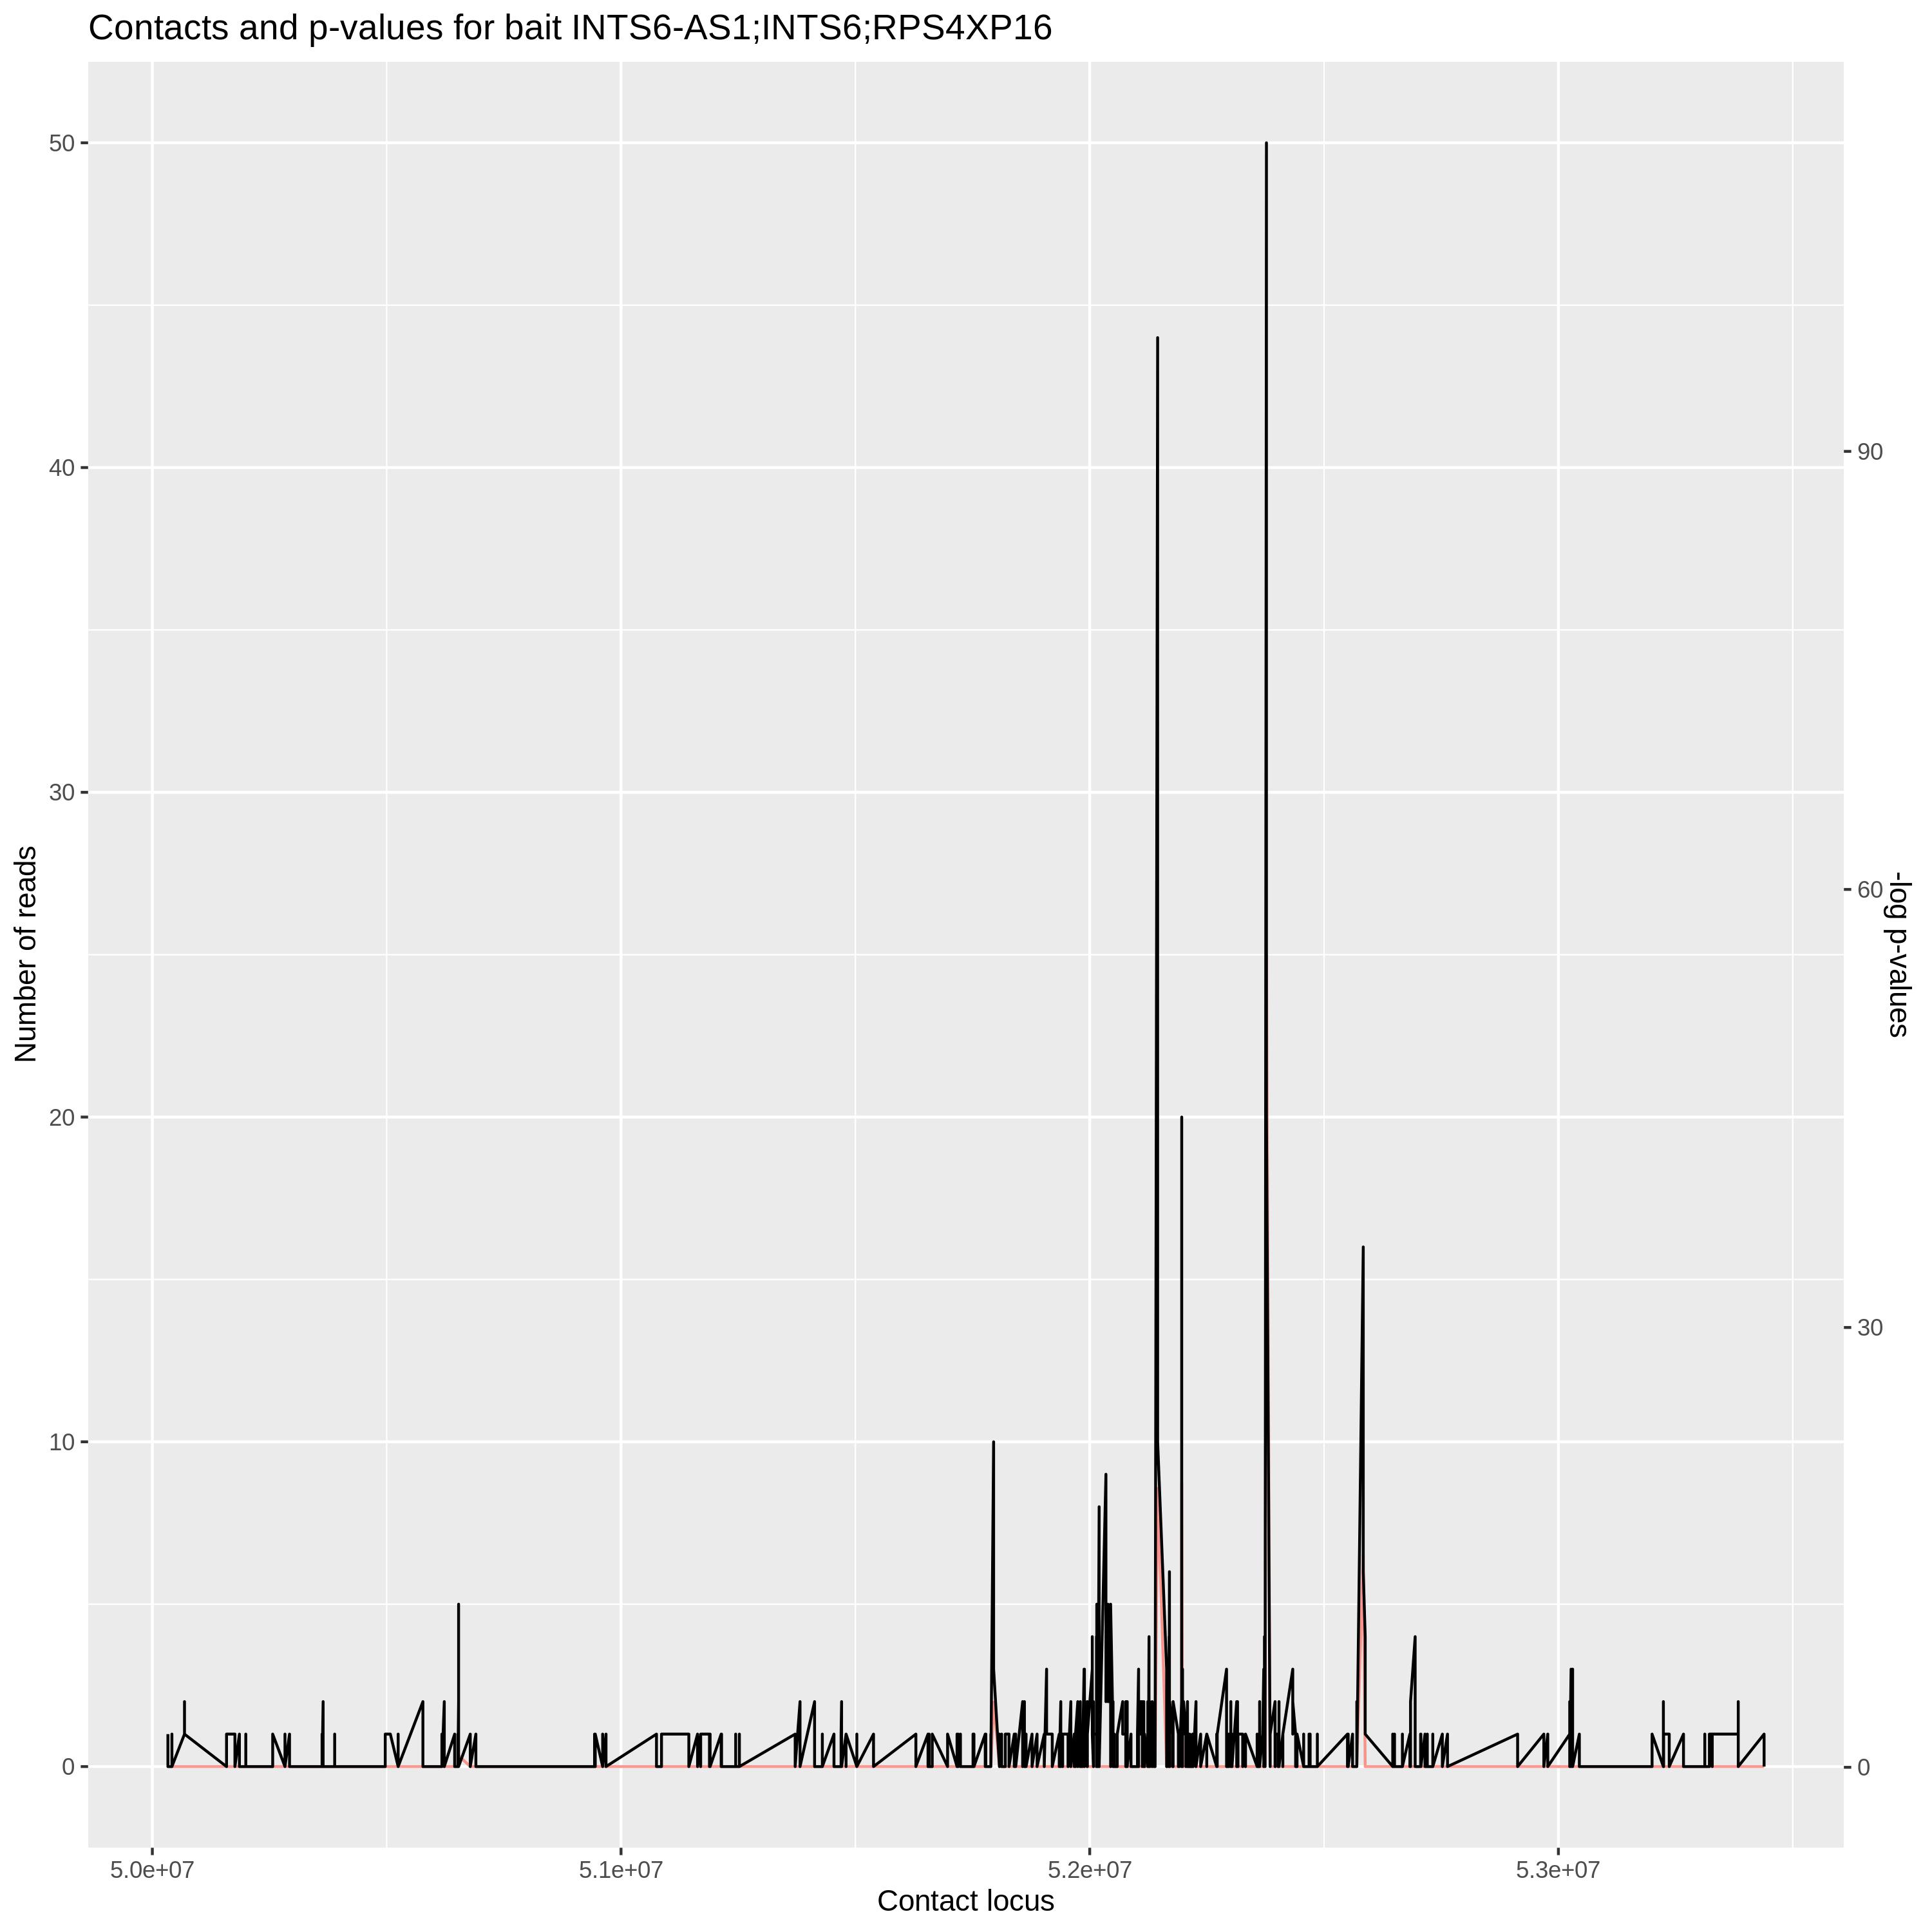 Contacts and p-values for bait INTS6-AS1;INTS6;RPS4XP16
50
40
30
20
10
0
Number of reads
90
60
30
0
-log p-values
5.0e+07 5.1e+07 5.2e+07 5.3e+07
Contact locus